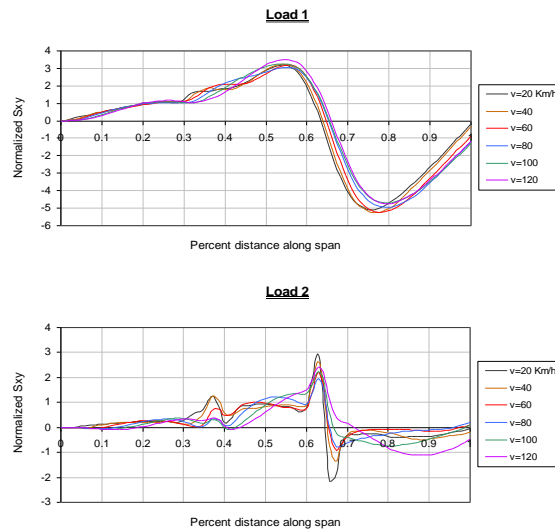 Load 1
Normalized Sxy
4
3
2
1
0
-1
-2
-3
-4
-5
-6
0 0.1 0.2 0.3 0.4 0.5 0.6 0.7 0.8 0.9 1
Percent distance along span
v=20 Km/h
v=40
v=60
v=80
v=100
v=120
Load 2
Normalized Sxy
4
3
2
1
0
-1
-2
-3
0 0.1 0.2 0.3 0.4 0.5 0.6 0.7 0.8 0.9 1
Percent distance along span
v=20 Km/h
v=40
v=60
v=80
v=100
v=120